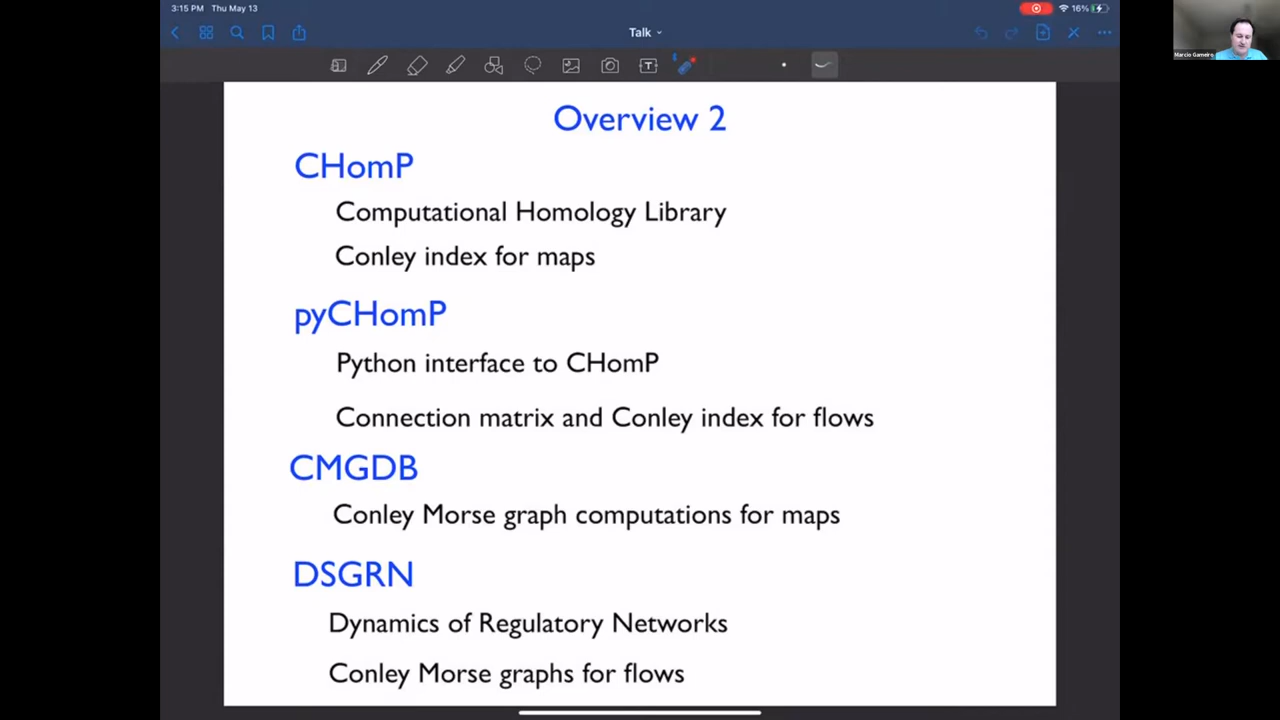 3:15 PM Thu May 13
16%
Talk
Marcio Gameiro
Overview 2
CHomP
Computational Homology Library
Conley index for maps
pyCHomP
Python interface to CHomP
Connection matrix and Conley index for flows
CMGDB
Conley Morse graph computations for maps
DSGRN
Dynamics of Regulatory Networks
Conley Morse graphs for flows